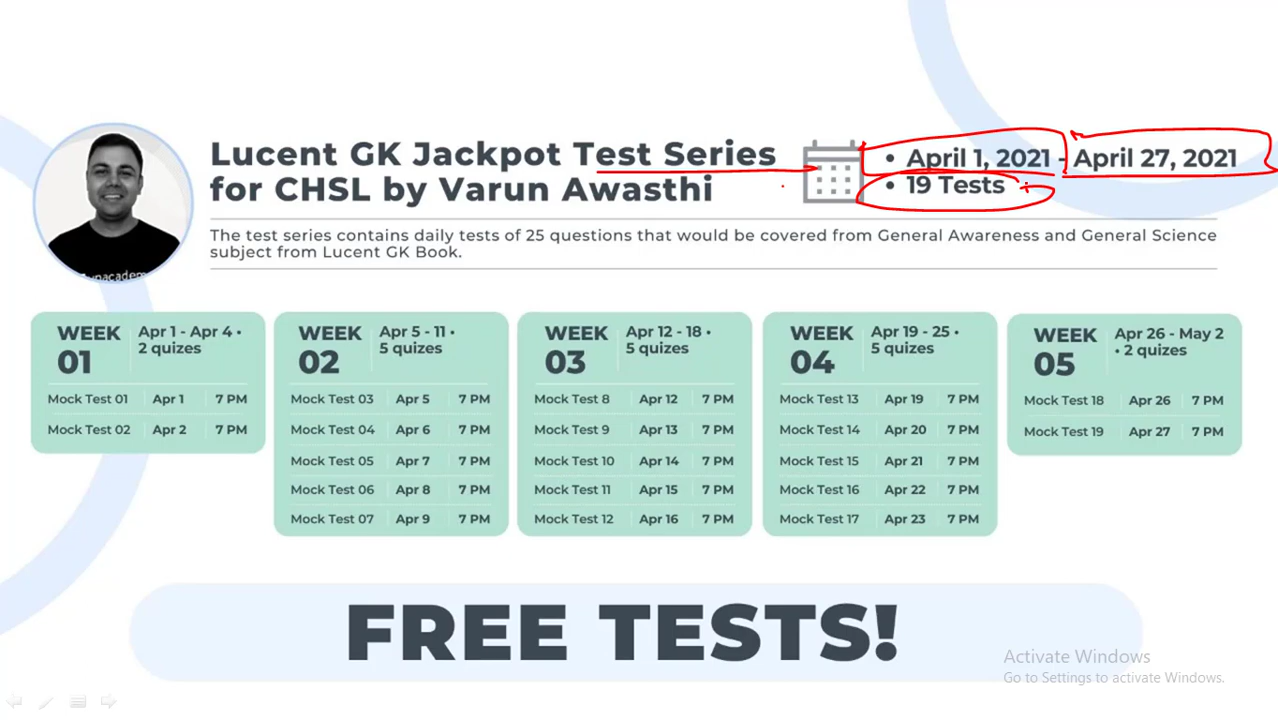 Lucent GK Jackpot Test Series
for CHSL by Varun Awasthi
• April 1, 2021 - April 27, 2021
• 19 Tests
The test series contains daily tests of 25 questions that would be covered from General Awareness and General Science
subject from Lucent GK Book.
WEEK
01
Apr 1 - Apr 4 •
2 quizes
Mock Test 01 Apr 1 7 PM
Mock Test 02 Apr 2 7 PM
WEEK
02
Apr 5 - 11 •
5 quizes
Mock Test 03 Apr 5 7 PM
Mock Test 04 Apr 6 7 PM
Mock Test 05 Apr 7 7 PM
Mock Test 06 Apr 8 7 PM
Mock Test 07 Apr 9 7 PM
WEEK
03
Apr 12 - 18 •
5 quizes
Mock Test 8 Apr 12 7 PM
Mock Test 9 Apr 13 7 PM
Mock Test 10 Apr 14 7 PM
Mock Test 11 Apr 15 7 PM
Mock Test 12 Apr 16 7 PM
WEEK
04
Apr 19 - 25 •
5 quizes
Mock Test 13 Apr 19 7 PM
Mock Test 14 Apr 20 7 PM
Mock Test 15 Apr 21 7 PM
Mock Test 16 Apr 22 7 PM
Mock Test 17 Apr 23 7 PM
WEEK
05
Apr 26 - May 2
• 2 quizes
Mock Test 18 Apr 26 7 PM
Mock Test 19 Apr 27 7 PM
FREE TESTS!
Activate Windows
Go to Settings to activate Windows.